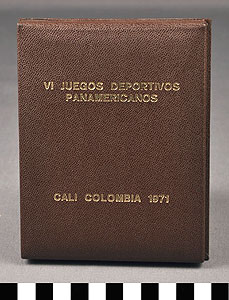 VI JUEGOS DEPORTIVOS
PANAMERICANOS
CALI COLOMBIA 1971